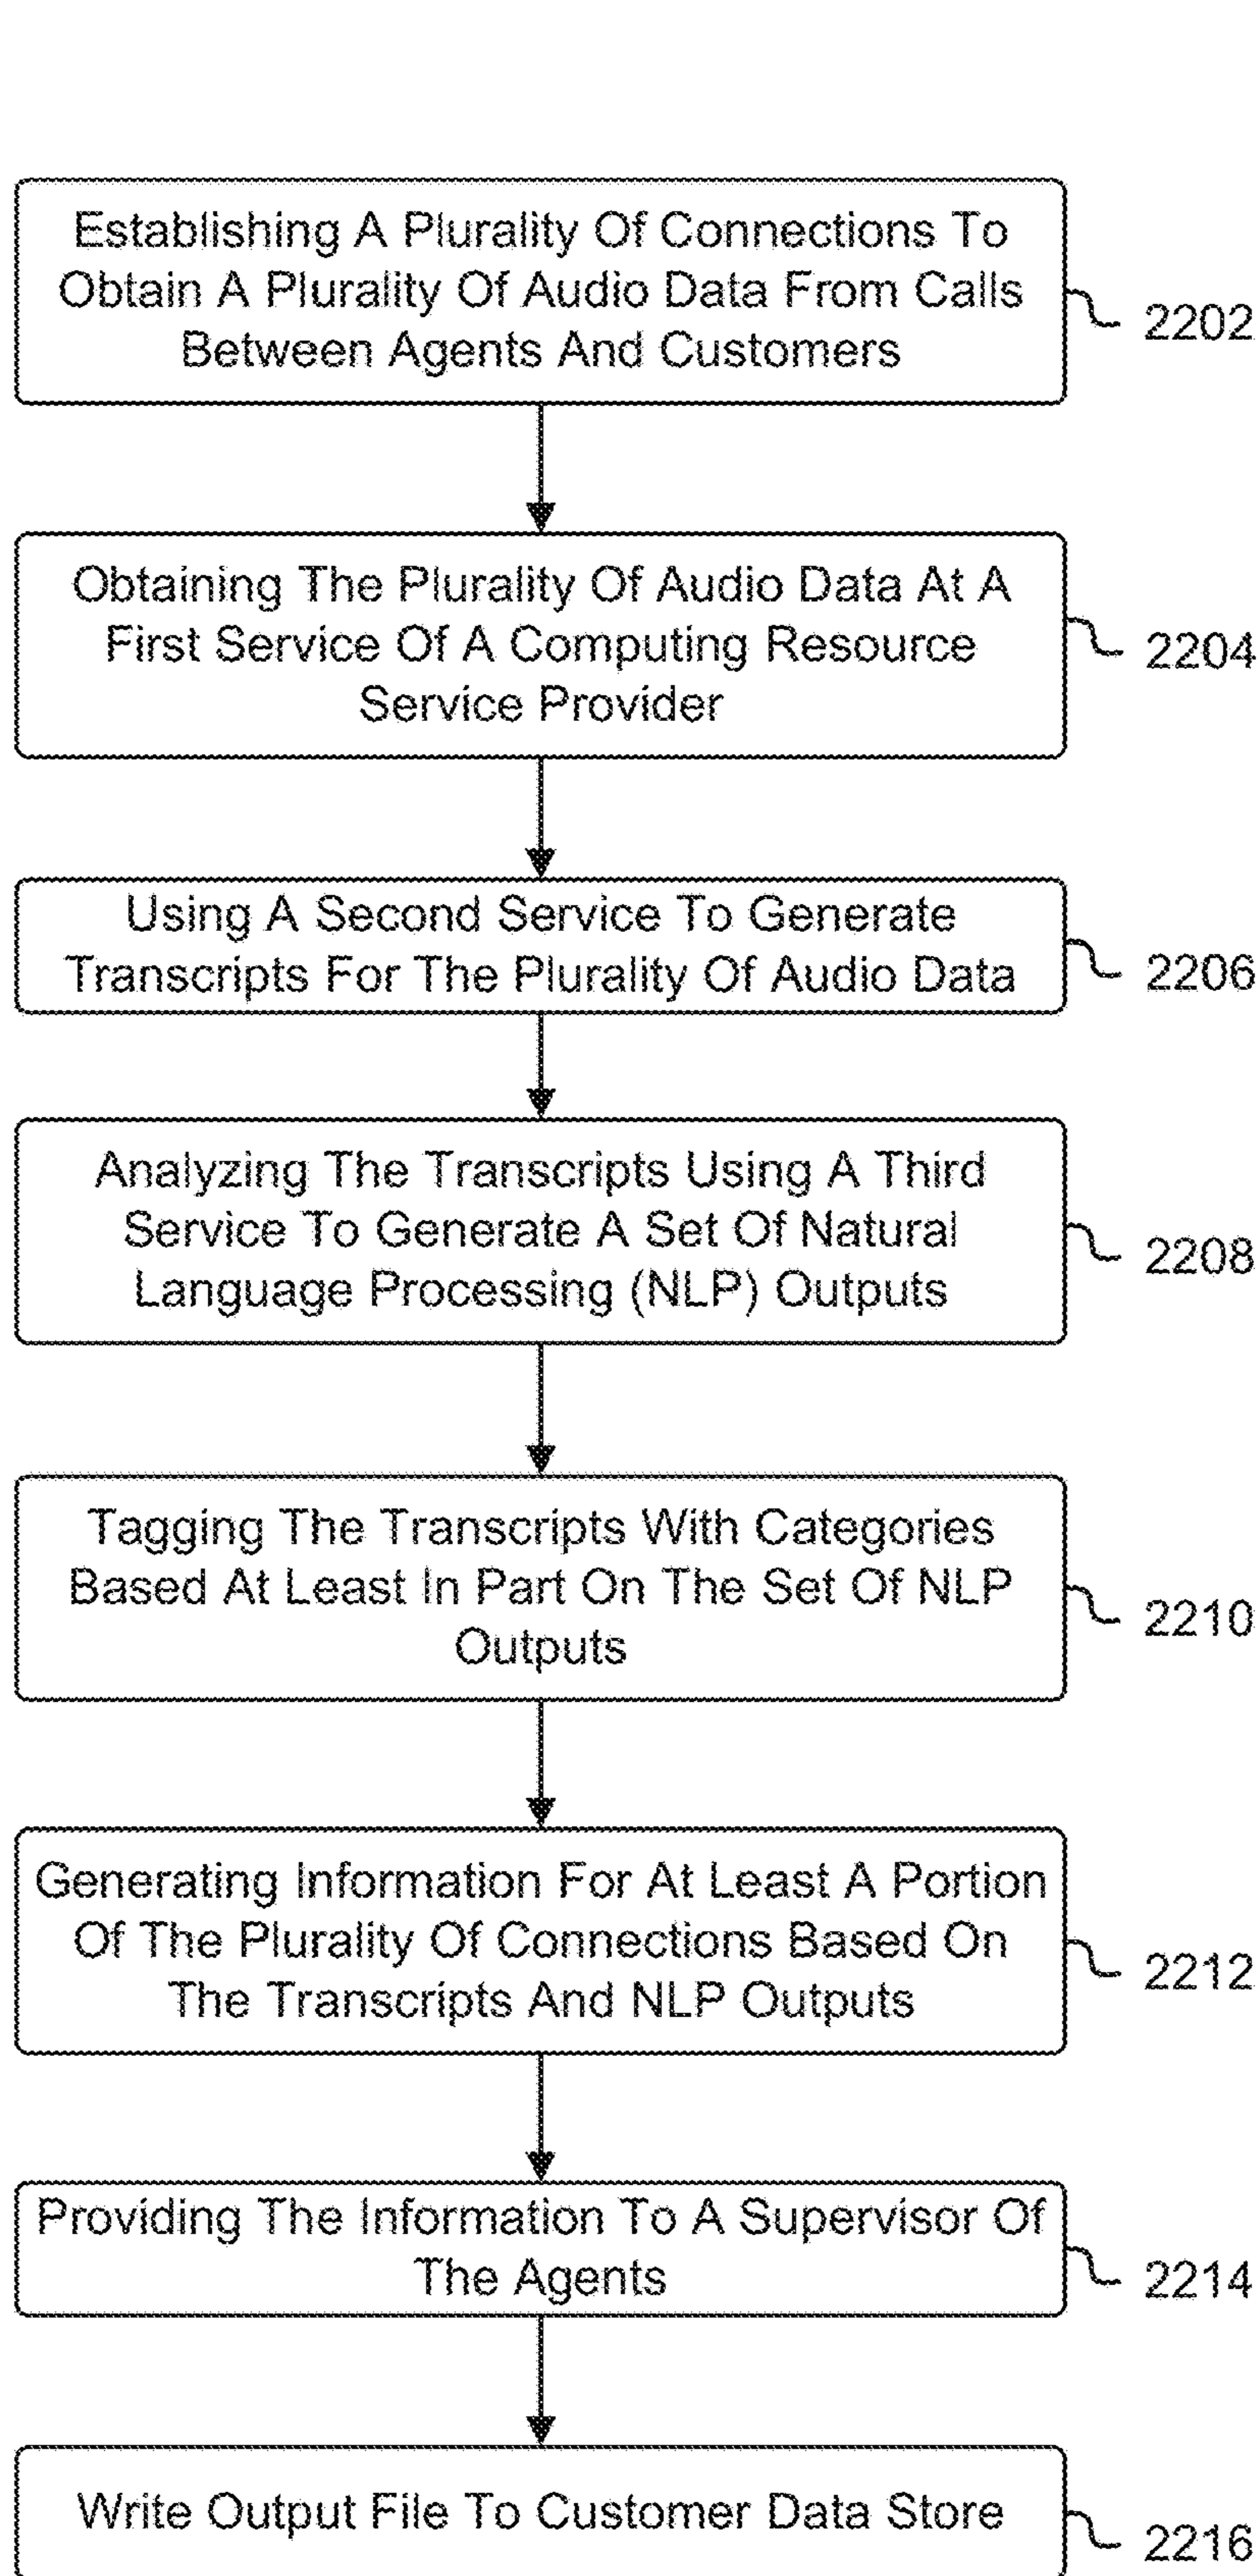 Establishing A Plurality Of Connections To
Obtain A Plurality Of Audio Data From Calls
Between Agents And Customers
2202
Obtaining The Plurality Of Audio Data At A
First Service Of A Computing Resource
Service Provider
2204
Using A Second Service To Generate
Transcripts For The Plurality Of Audio Data
2206
Analyzing The Transcripts Using A Third
Service To Generate A Set Of Natural
Language Processing (NLP) Outputs
2208
Tagging The Transcripts With Categories
Based At Least In Part On The Set Of NLP
Outputs
2210
Generating Information For At Least A Portion
Of The Plurality Of Connections Based On
The Transcripts And NLP Outputs
2212
Providing The Information To A Supervisor Of
The Agents
2214
Write Output File To Customer Data Store
2216